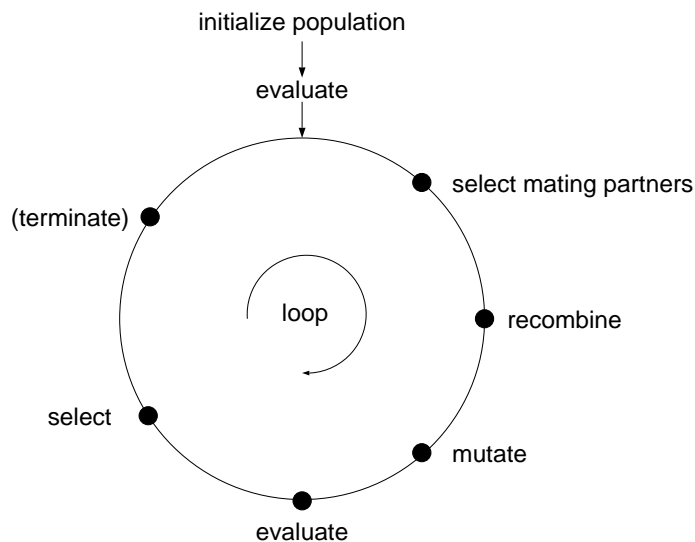 initialize population
evaluate
select mating partners
(terminate)
loop
recombine
select
mutate
evaluate